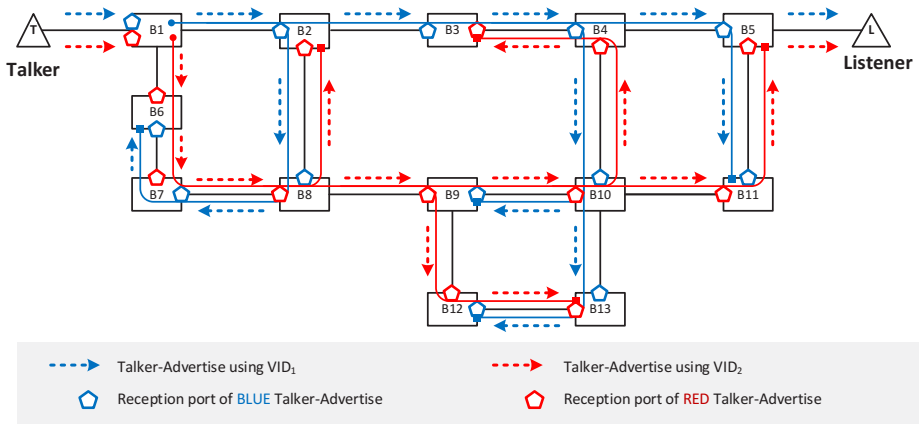 T B1 B2 B3 B4 B5 L
Talker Listener
B6
B7 B8 B9 B10 B11
B12 B13
Talker-Advertise using VID₁ Talker-Advertise using VID₂
Reception port of BLUE Talker-Advertise Reception port of RED Talker-Advertise